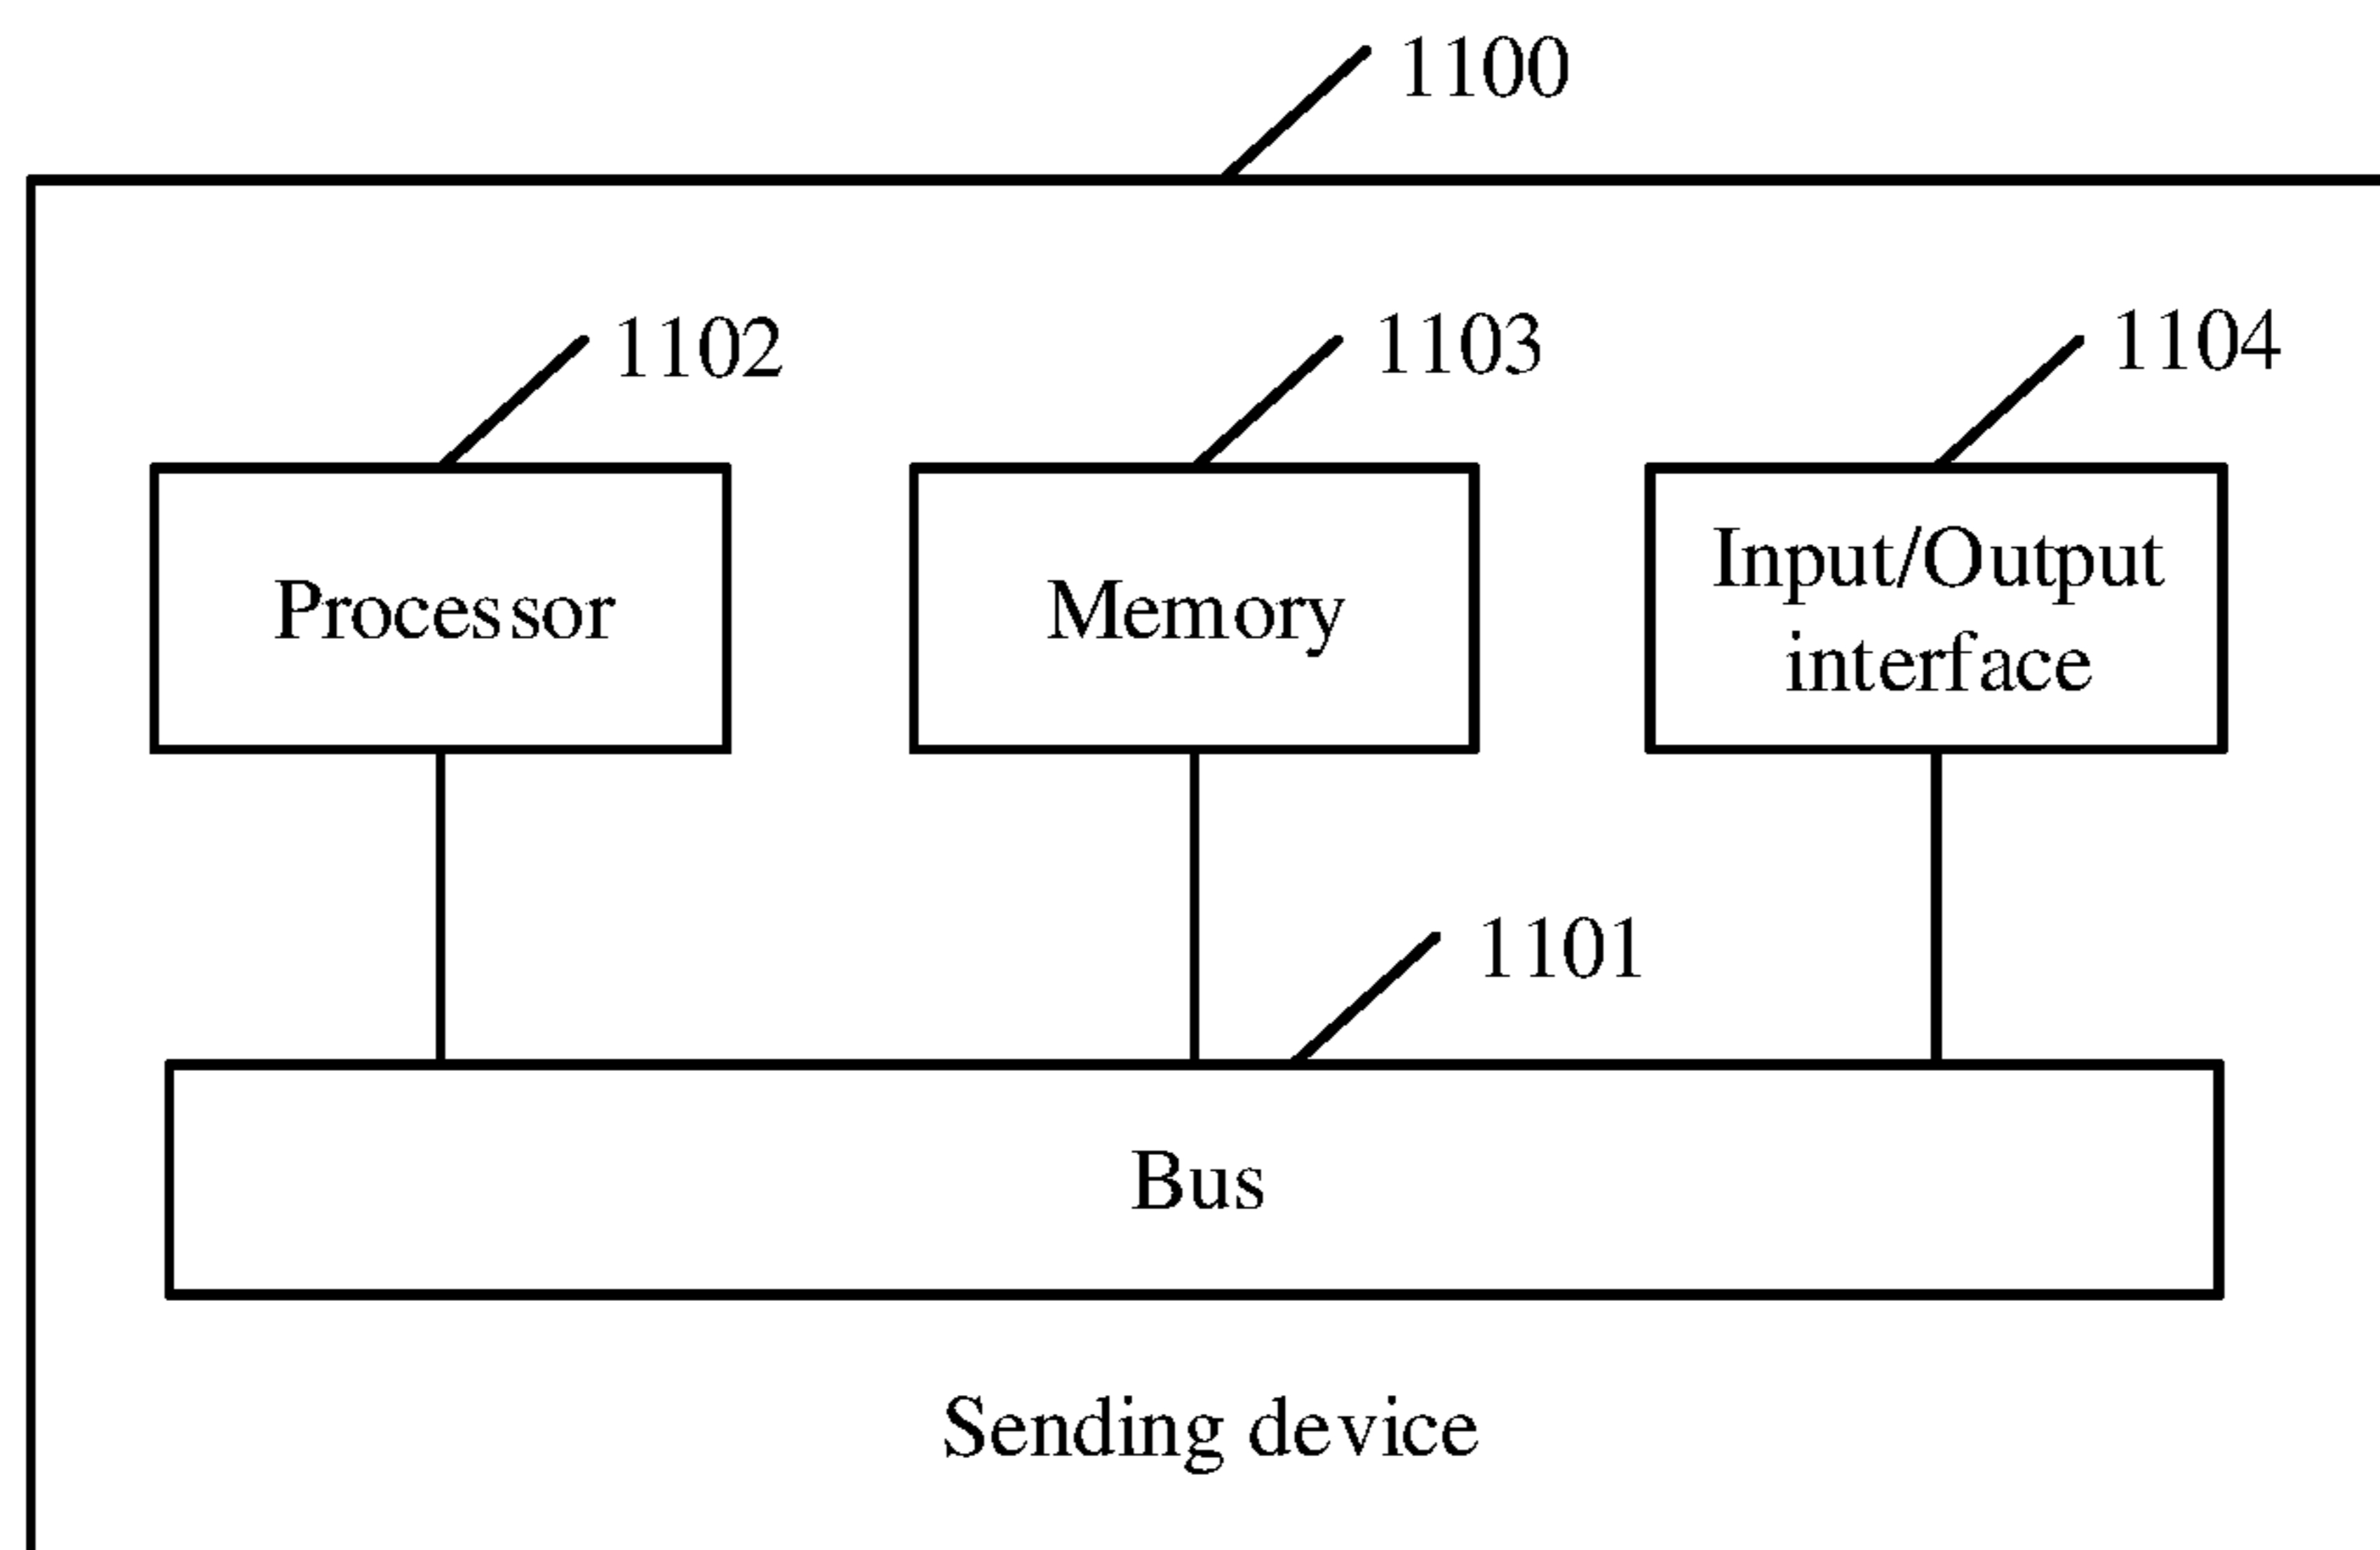 1100
1102
1103
1104
Processor
Memory
Input/Output
interface
1101
Bus
Sending device